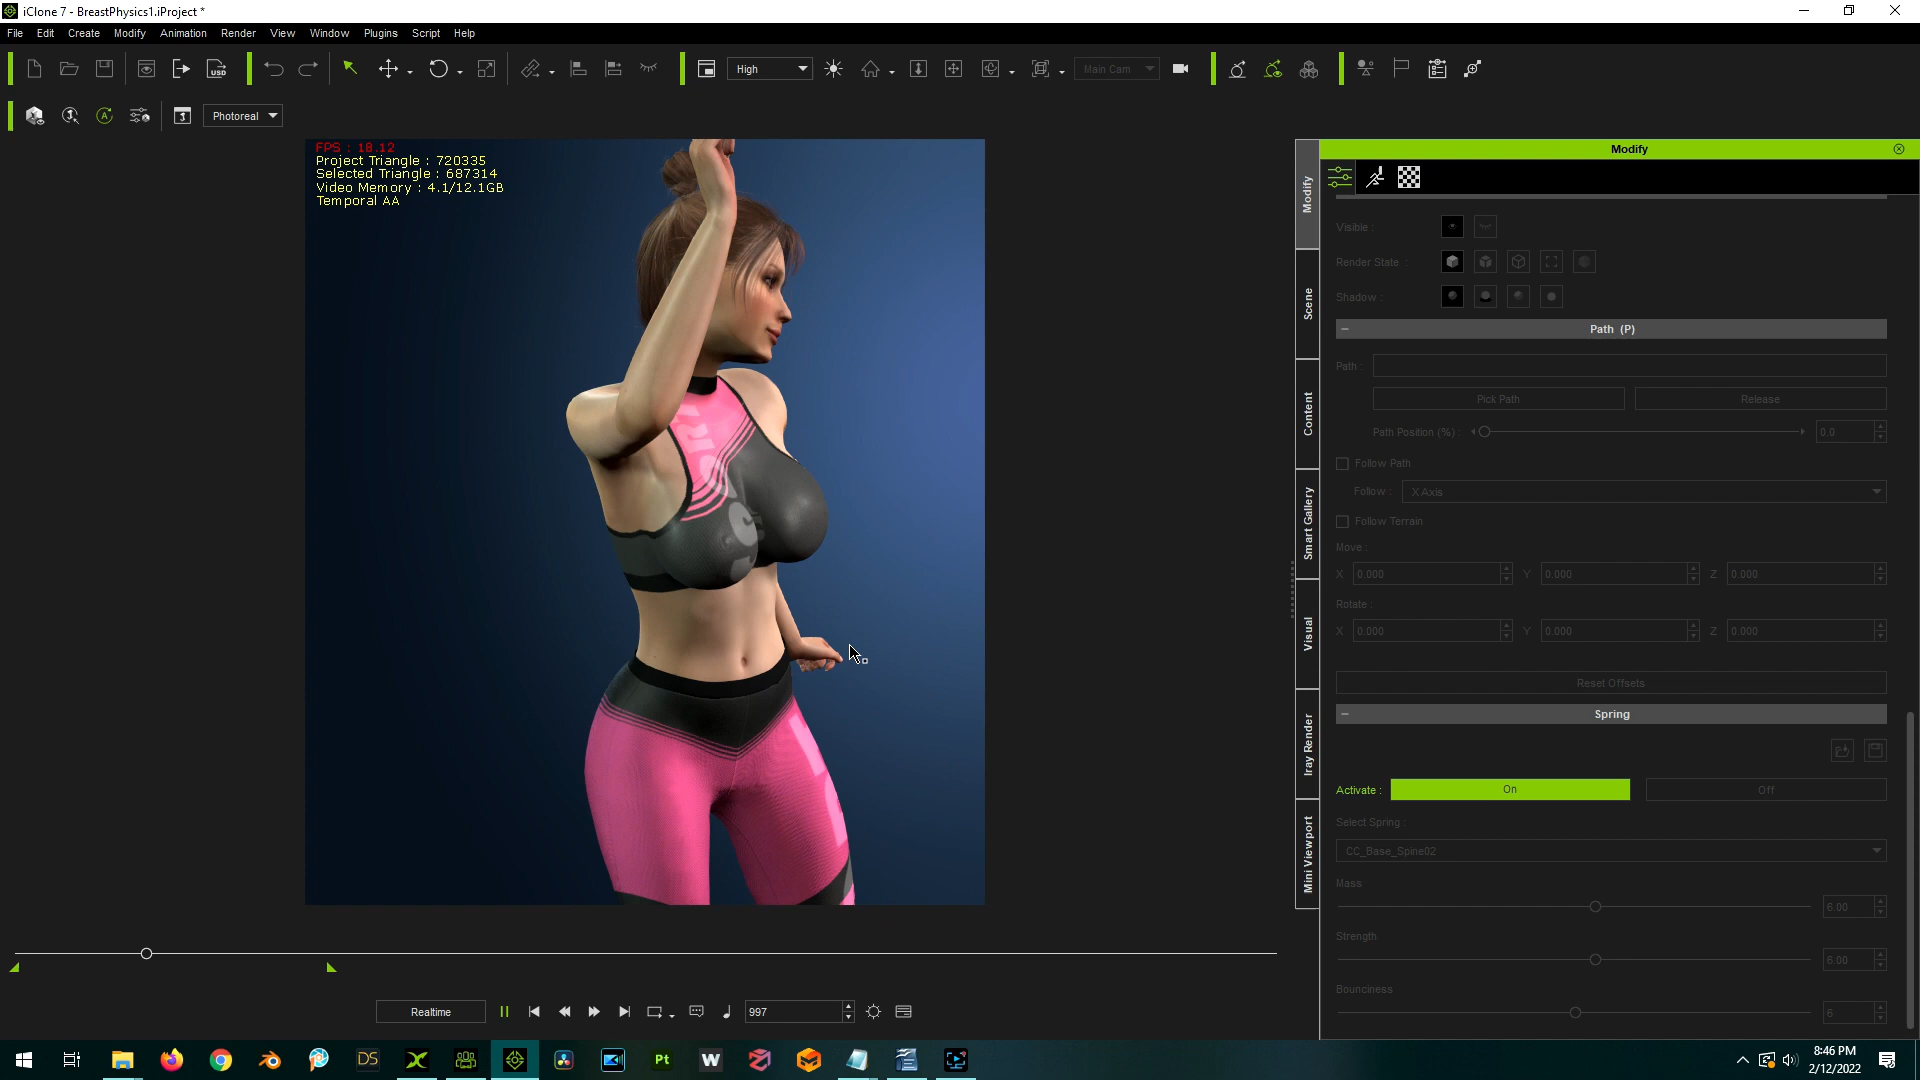 iClone 7 - BreastPhysics1.iProject *
File Edit Create Modify Animation Render View Window Plugins Script Help
USD
High
Main Cam
Photoreal
FPS : 18.12
Project Triangle : 720335
Selected Triangle : 687314
Video Memory : 4.1/12.1GB
Temporal AA
Modify
Scene
Content
Smart Gallery
Visual
Iray Render
Mini Viewport
Modify
Visible :
Render State :
Shadow :
Path (P)
Path :
Pick Path Release
Path Position (%) : 0.0
Follow Path
Follow : X Axis
Follow Terrain
Move :
X 0.000 Y 0.000 Z 0.000
Rotate :
X 0.000 Y 0.000 Z 0.000
Reset Offsets
Spring
Activate : On Off
Select Spring :
CC_Base_Spine02
Mass
6.00
Strength
6.00
Bounciness
6
Realtime 997
DS Pt W
8:46 PM
2/12/2022